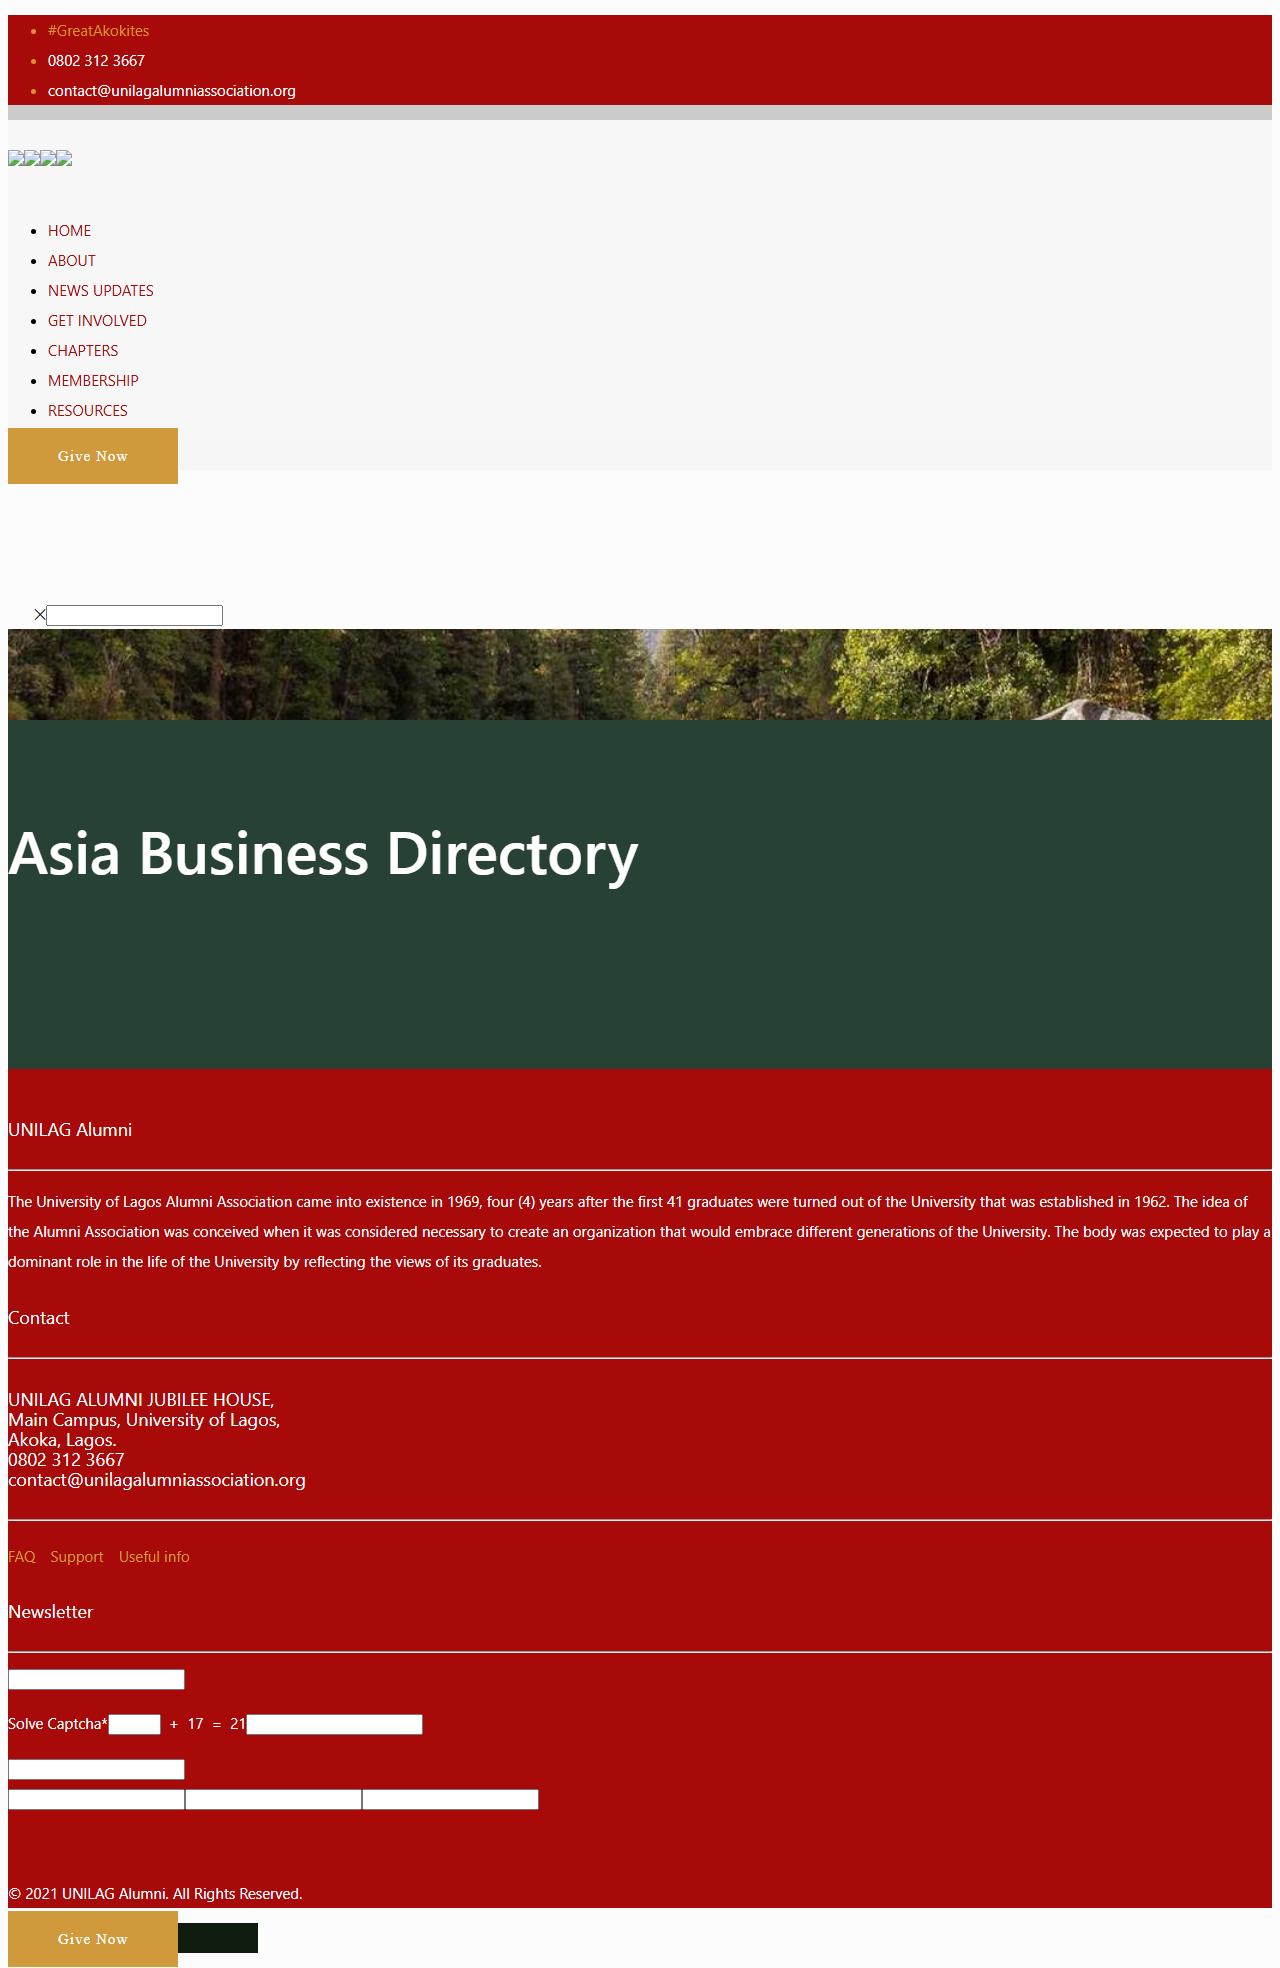 #GreatAkokites
0802 312 3667
contact@unilagalumniassociation.org
HOME
ABOUT
NEWS UPDATES
GET INVOLVED
CHAPTERS
MEMBERSHIP
RESOURCES
Give Now
Asia Business Directory
UNILAG Alumni
The University of Lagos Alumni Association came into existence in 1969, four (4) years after the first 41 graduates were turned out of the University that was established in 1962. The idea of
the Alumni Association was conceived when it was considered necessary to create an organization that would embrace different generations of the University. The body was expected to play a
dominant role in the life of the University by reflecting the views of its graduates.
Contact
UNILAG ALUMNI JUBILEE HOUSE,
Main Campus, University of Lagos,
Akoka, Lagos.
0802 312 3667
contact@unilagalumniassociation.org
FAQ Support Useful info
Newsletter
Solve Captcha* + 17 = 21
© 2021 UNILAG Alumni. All Rights Reserved.
Give Now